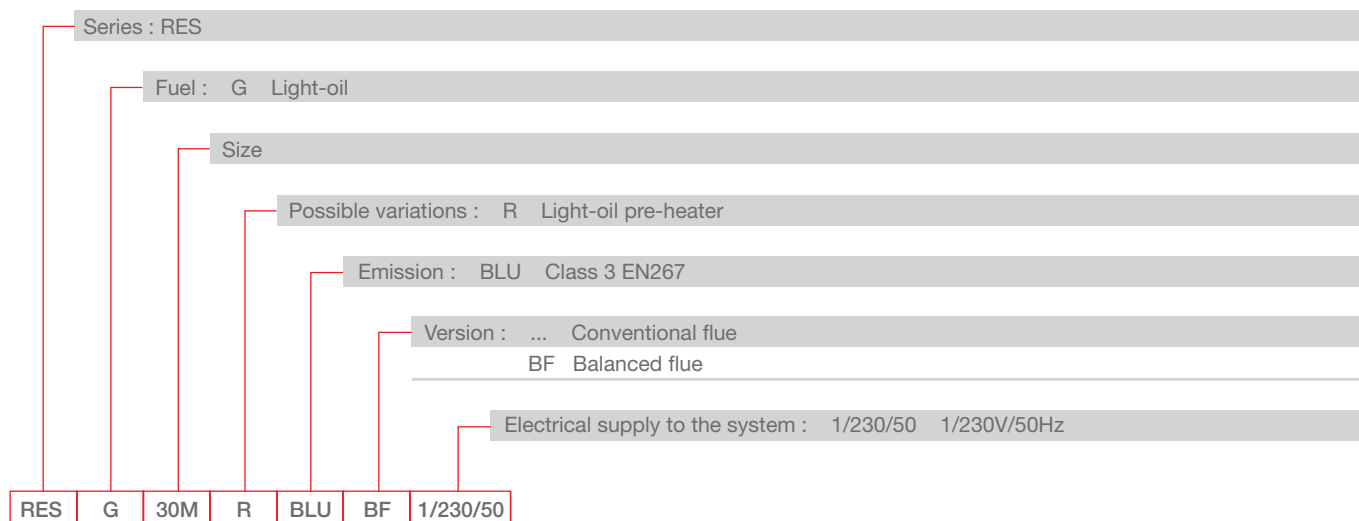 Series : RES
Fuel : G Light-oil
Size
Possible variations : R Light-oil pre-heater
Emission : BLU Class 3 EN267
Version : ... Conventional flue
BF Balanced flue
Electrical supply to the system : 1/230/50 1/230V/50Hz
RES G 30M R BLU BF 1/230/50